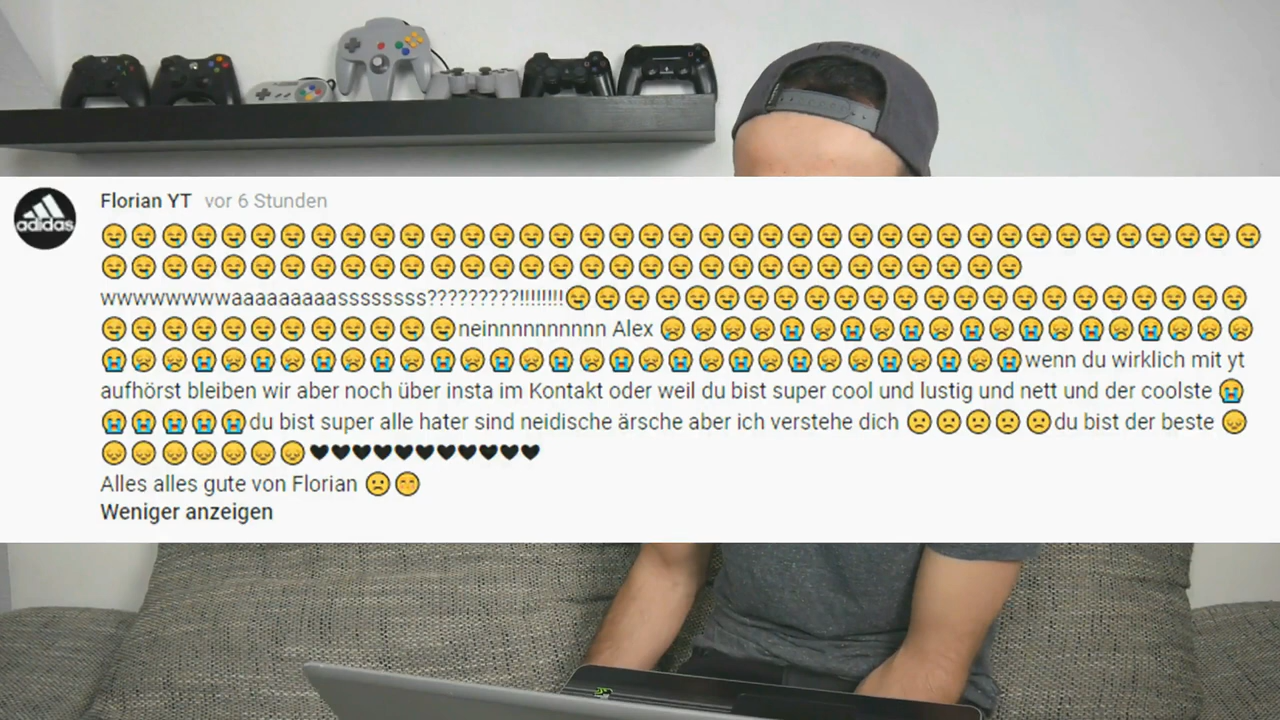 Florian YT vor 6 Stunden
adidas
wwwwwwwwwaaaaaaaaassssssss?????????!!!!!!!!
neinnnnnnnnnnn Alex
wenn du wirklich mit yt
aufhörst bleiben wir aber noch über insta im Kontakt oder weil du bist super cool und lustig und nett und der coolste
du bist super alle hater sind neidische ärsche aber ich verstehe dich du bist der beste
Alles alles gute von Florian
Weniger anzeigen